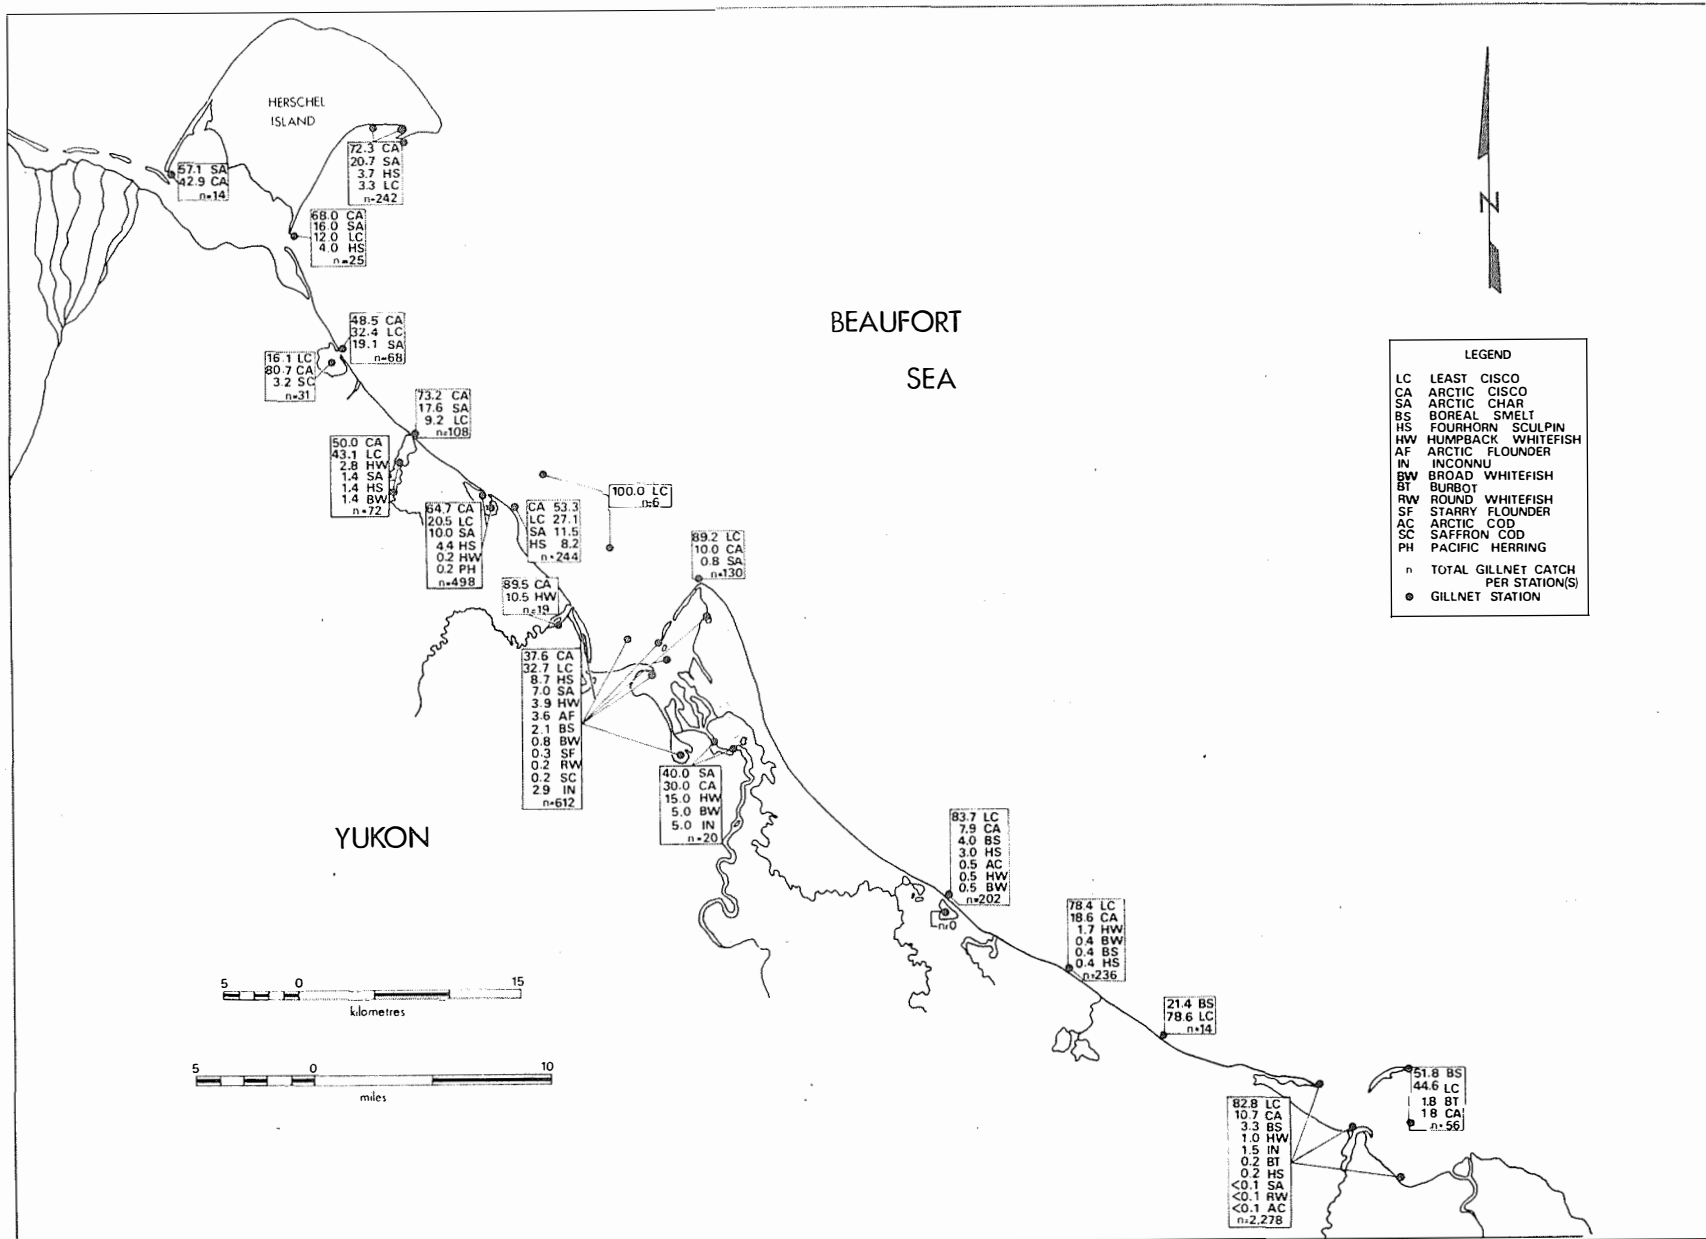 HERSCHEL
ISLAND
72.3 CA
20.7 SA
3.7 HS
3.3 LC
n=242
57.1 SA
42.9 CA
n=14
68.0 CA
16.0 SA
12.0 LC
4.0 HS
n=25
48.5 CA
32.4 LC
19.1 SA
n=68
16.1 LC
80.7 CA
3.2 SC
n=31
73.2 CA
17.6 SA
9.2 LC
n=108
50.0 CA
43.1 LC
2.8 HW
1.4 SA
1.4 HS
1.4 BW
n=72
64.7 CA
20.5 LC
10.0 SA
4.4 HS
0.2 HW
0.2 PH
n=498
CA 53.3
LC 27.1
SA 11.5
HS 8.2
n=244
100.0 LC
n=6
89.2 LC
10.0 CA
0.8 SA
n=130
89.5 CA
10.5 HW
n=19
37.6 CA
32.7 LC
8.7 HS
7.0 SA
3.9 HW
3.6 AF
2.1 BS
0.8 BW
0.3 SF
0.2 RW
0.2 SC
2.9 IN
n=612
40.0 SA
30.0 CA
15.0 HW
5.0 BW
5.0 IN
n=20
83.7 LC
7.9 CA
4.0 BS
3.0 HS
0.5 AC
0.5 HW
0.5 BW
n=202
n=0
78.4 LC
18.6 CA
1.7 HW
0.4 BW
0.4 BS
0.4 HS
n=236
21.4 BS
78.6 LC
n=14
51.8 BS
44.6 LC
1.8 BT
1.8 CA
n=56
82.8 LC
10.7 CA
3.3 BS
1.0 HW
1.5 IN
0.2 BT
0.2 HS
<0.1 SA
<0.1 RW
<0.1 AC
n=2,278
BEAUFORT
SEA
YUKON
N
LEGEND
LC LEAST CISCO
CA ARCTIC CISCO
SA ARCTIC CHAR
BS BOREAL SMELT
HS FOURHORN SCULPIN
HW HUMPBACK WHITEFISH
AF ARCTIC FLOUNDER
IN INCONNU
BW BROAD WHITEFISH
BT BURBOT
RW ROUND WHITEFISH
SF STARRY FLOUNDER
AC ARCTIC COD
SC SAFFRON COD
PH PACIFIC HERRING
n TOTAL GILLNET CATCH
PER STATION(S)
GILLNET STATION
5 0 15
kilometres
5 0 10
miles